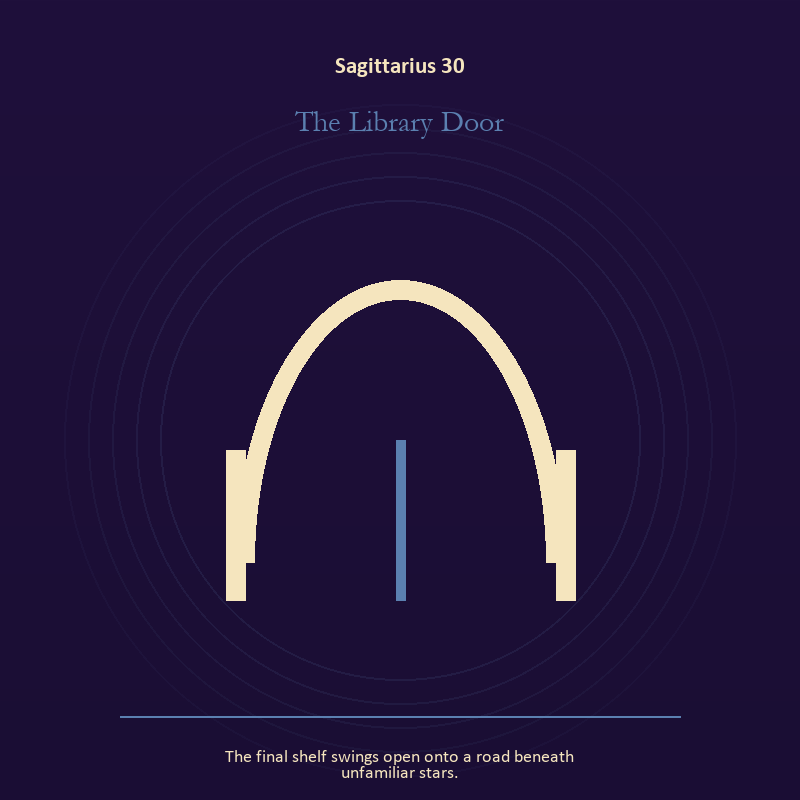 Sagittarius 30
The Library Door
The final shelf swings open onto a road beneath
unfamiliar stars.